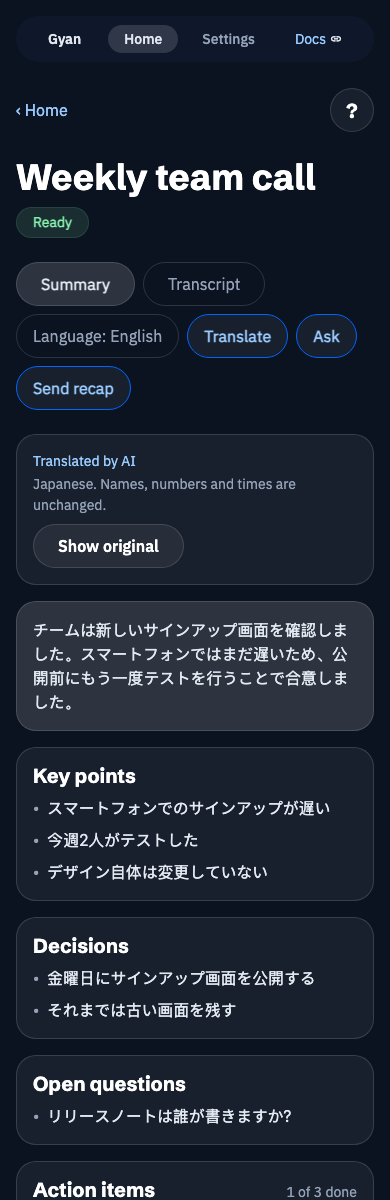 Gyan Home Settings Docs
‹ Home
?
Weekly team call
Ready
Summary Transcript
Language: English Translate Ask
Send recap
Translated by AI
Japanese. Names, numbers and times are
unchanged.
Show original
チームは新しいサインアップ画面を確認しま
した。スマートフォンではまだ遅いため、公
開前にもう一度テストを行うことで合意しま
した。
Key points
• スマートフォンでのサインアップが遅い
• 今週2人がテストした
• デザイン自体は変更していない
Decisions
• 金曜日にサインアップ画面を公開する
• それまでは古い画面を残す
Open questions
• リリースノートは誰が書きますか?
Action items 1 of 3 done